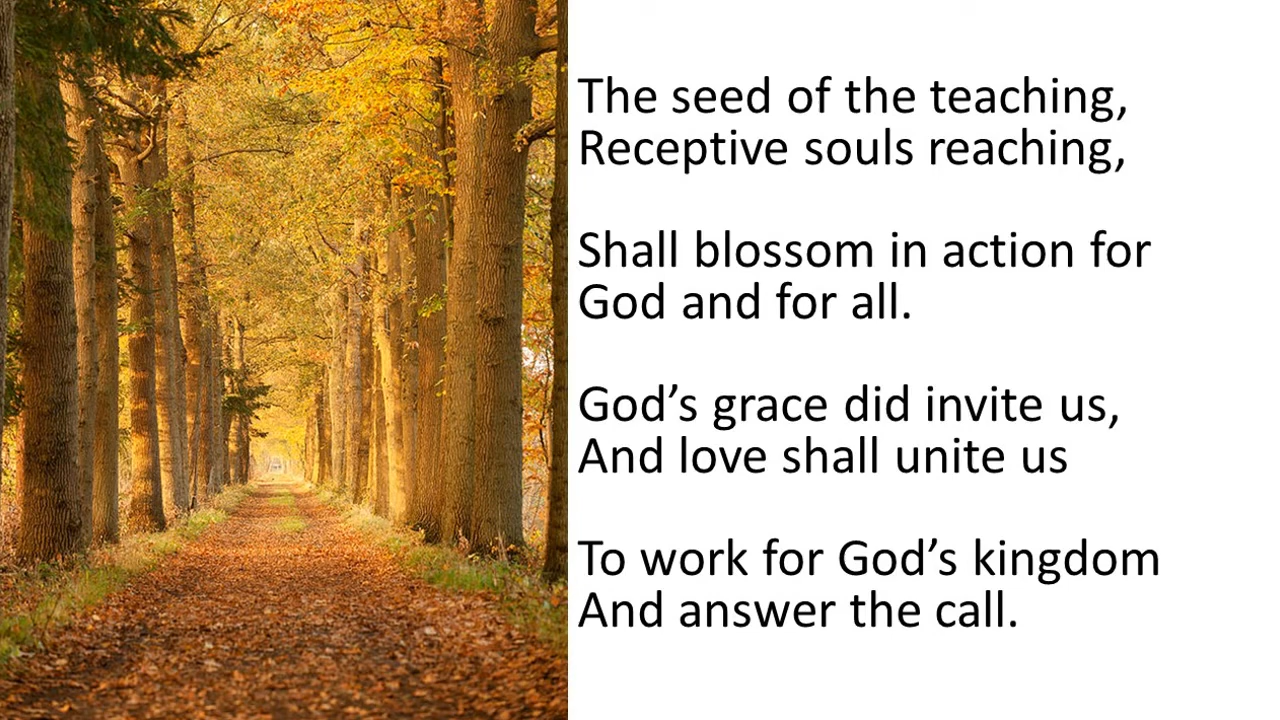 The seed of the teaching,
Receptive souls reaching,
Shall blossom in action for
God and for all.
God’s grace did invite us,
And love shall unite us
To work for God’s kingdom
And answer the call.